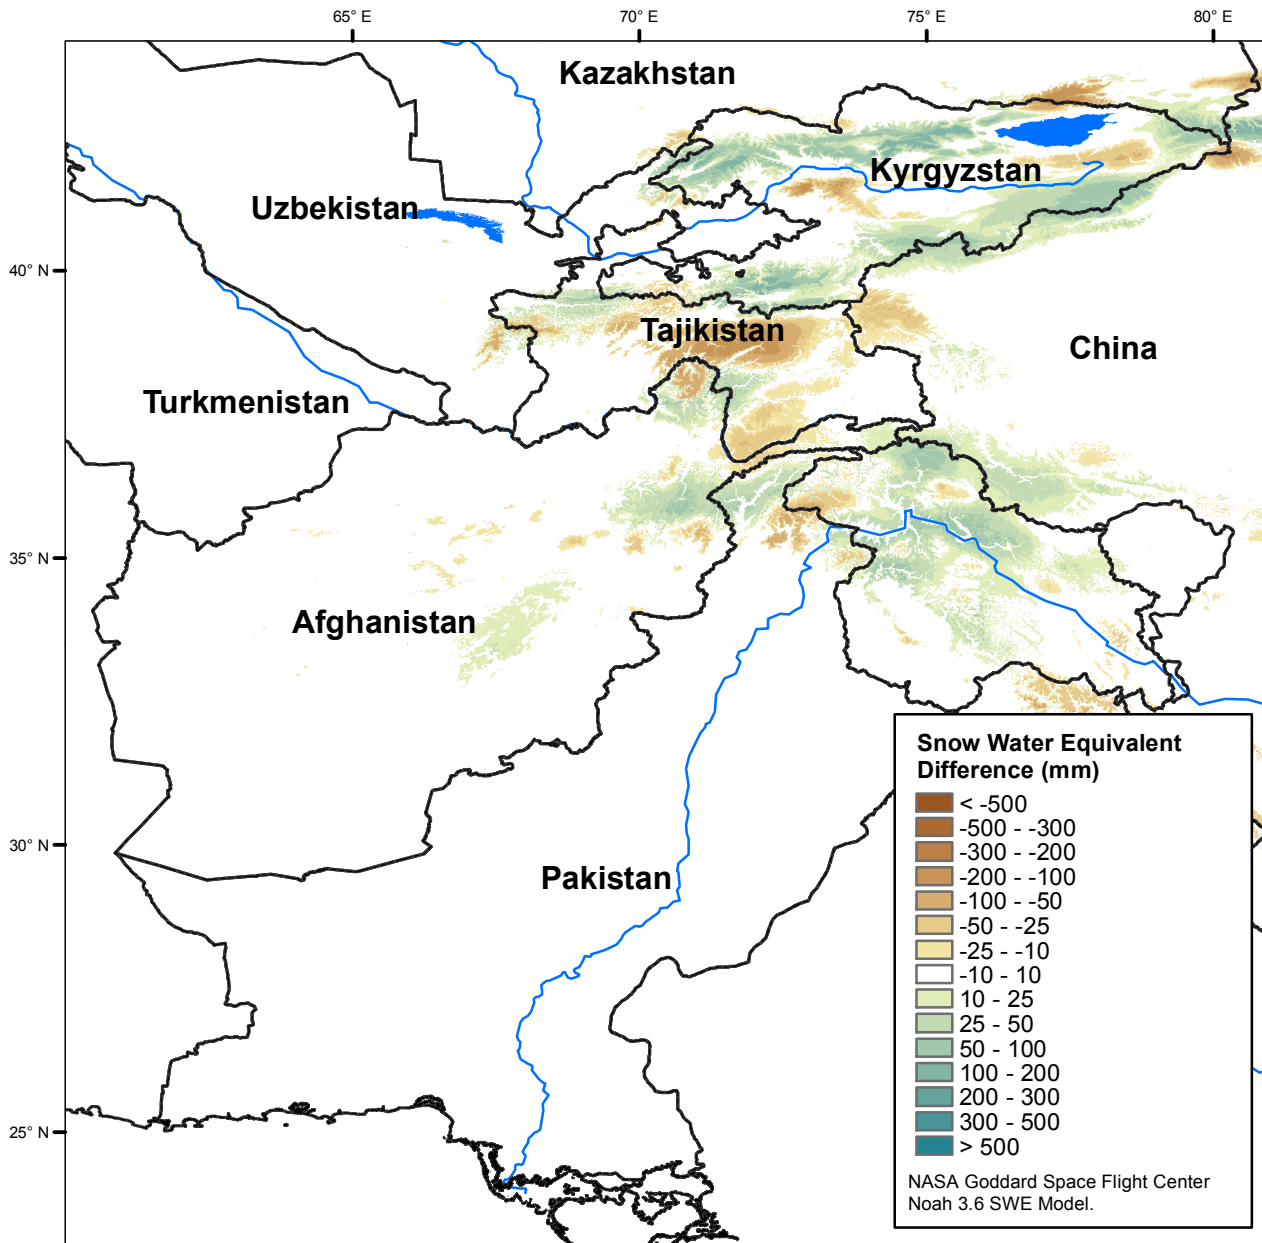 65° E
70° E
75° E
80° E
Kazakhstan
Kyrgyzstan
Uzbekistan
40° N
Tajikistan
China
Turkmenistan
35° N
Afghanistan
30° N
Pakistan
25° N
Snow Water Equivalent
Difference (mm)
< -500
-500 - -300
-300 - -200
-200 - -100
-100 - -50
-50 - -25
-25 - -10
-10 - 10
10 - 25
25 - 50
50 - 100
100 - 200
200 - 300
300 - 500
> 500
NASA Goddard Space Flight Center
Noah 3.6 SWE Model.